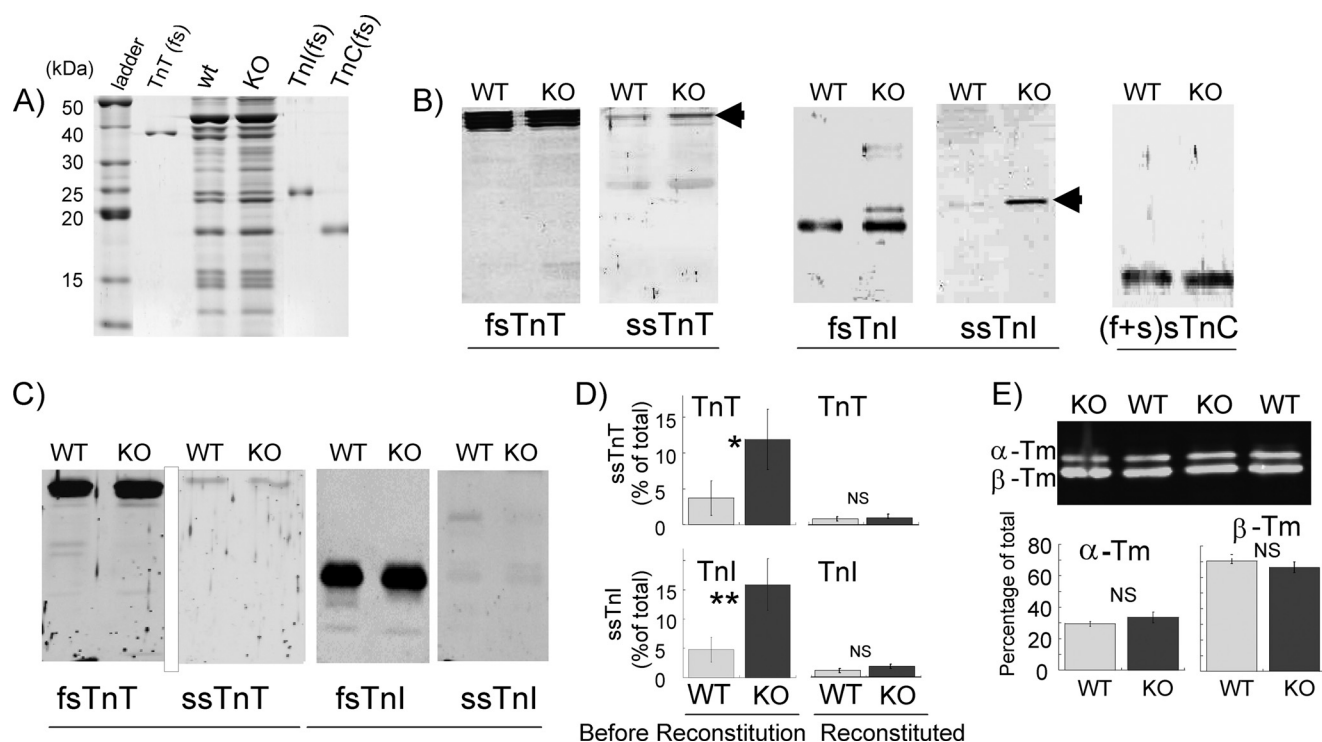 A)
(kDa)
ladder
TnT (fs)
wt
KO
TnI(fs)
TnC(fs)
50
40
30
25
20
15
B)
WT KO WT KO WT KO WT KO WT KO
fsTnT ssTnT fsTnI ssTnI (f+s)sTnC
C)
WT KO WT KO WT KO WT KO
fsTnT ssTnT fsTnI ssTnI
D)
ssTnT
(% of total)
15
10
5
0
TnT
*
TnT
NS
ssTnI
(%of total)
15
10
5
0
TnI
**
TnI
NS
WT KO WT KO
Before Reconstitution Reconstituted
E)
KO WT KO WT
α-Tm
β-Tm
Percentage of total
80
60
40
20
0
α-Tm
NS
β-Tm
NS
WT KO WT KO